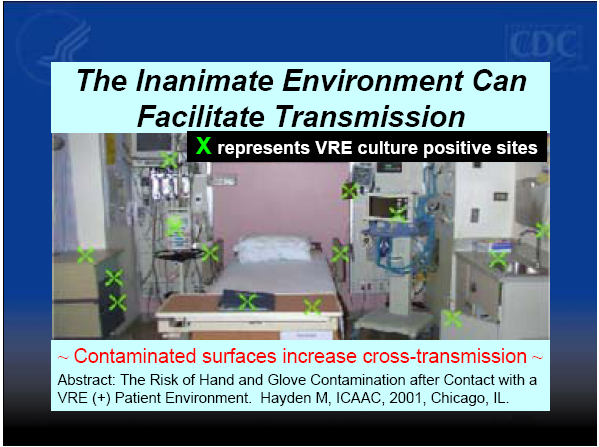 CDC
The Inanimate Environment Can
Facilitate Transmission
X represents VRE culture positive sites
~ Contaminated surfaces increase cross-transmission ~
Abstract: The Risk of Hand and Glove Contamination after Contact with a
VRE (+) Patient Environment.  Hayden M, ICAAC, 2001, Chicago, IL.